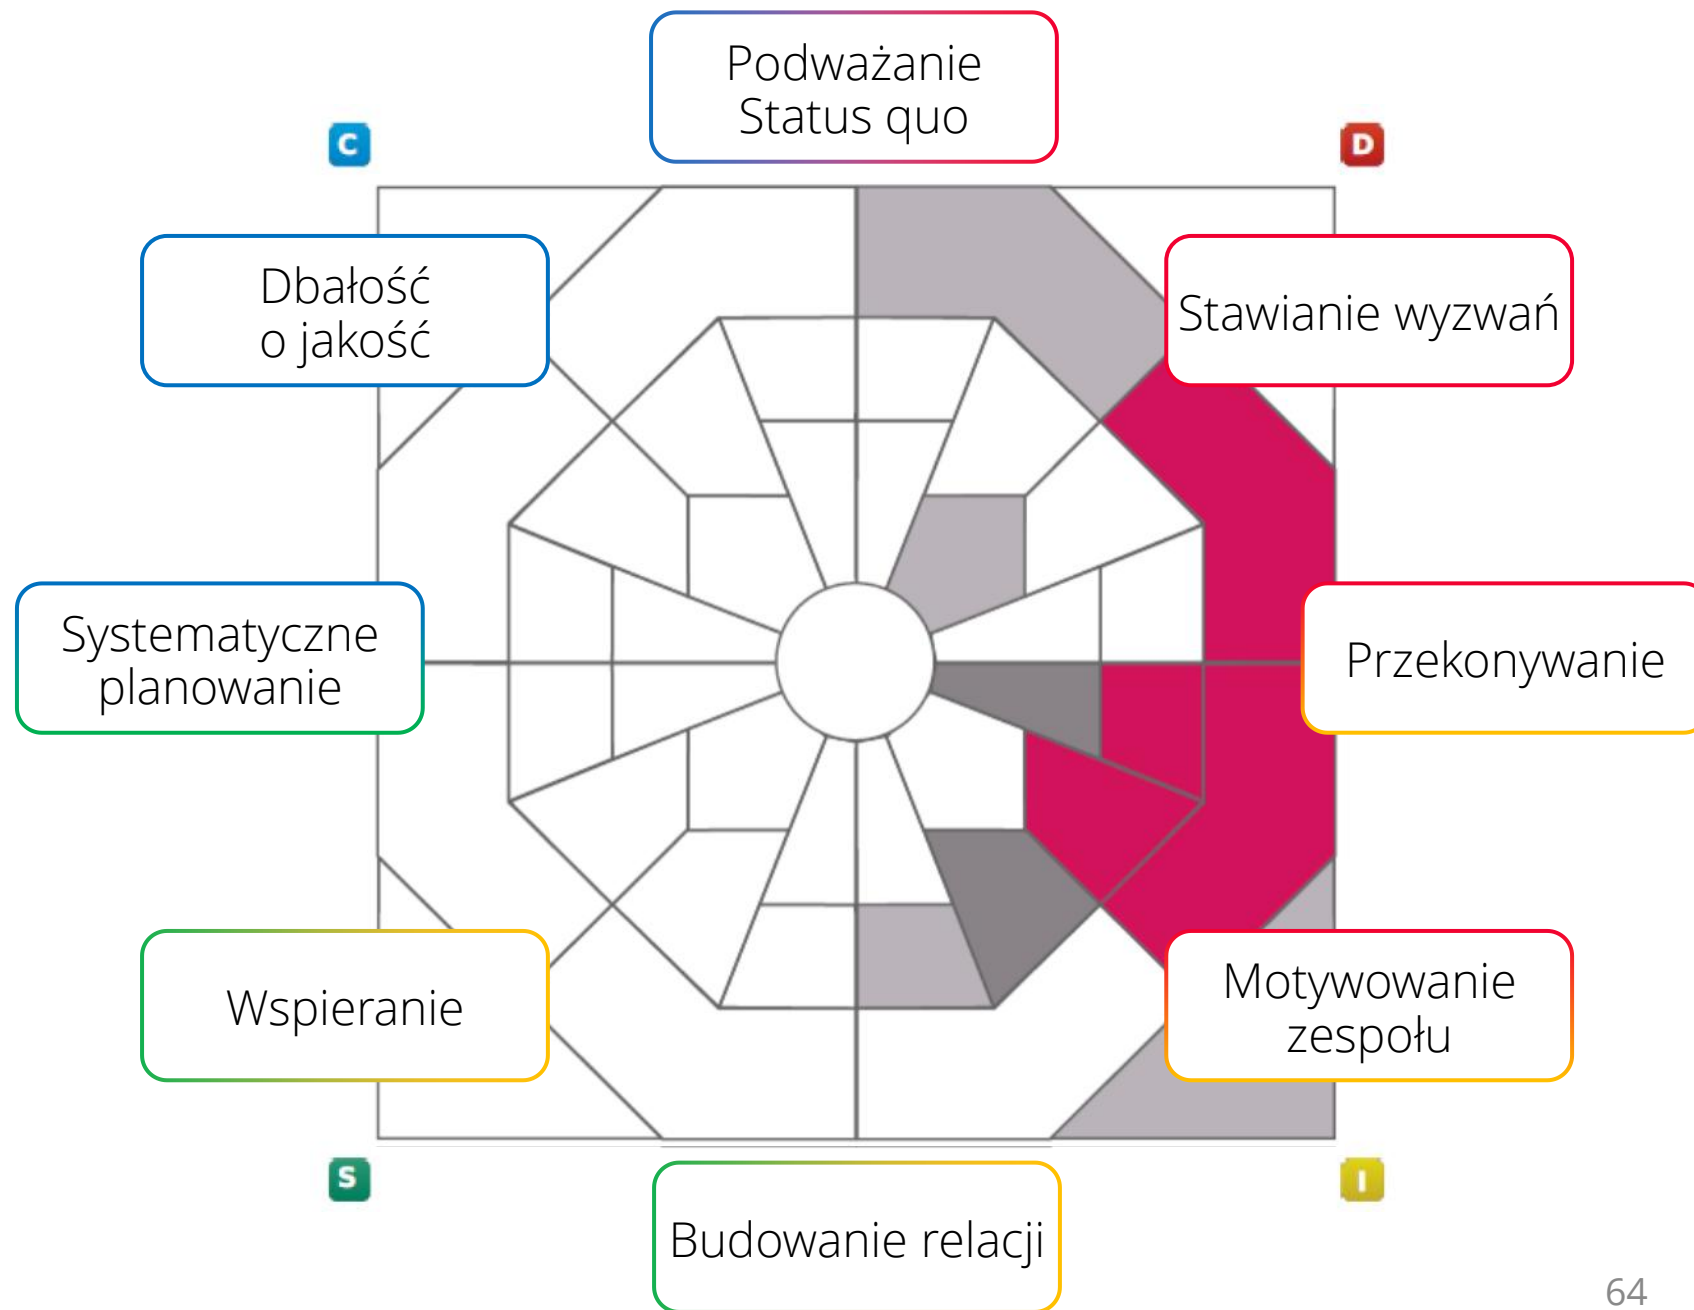 Podważanie
Status quo
C
D
Dbałość
o jakość
Stawianie wyzwań
Systematyczne
planowanie
Przekonywanie
Wspieranie
Motywowanie
zespołu
S
I
Budowanie relacji
64